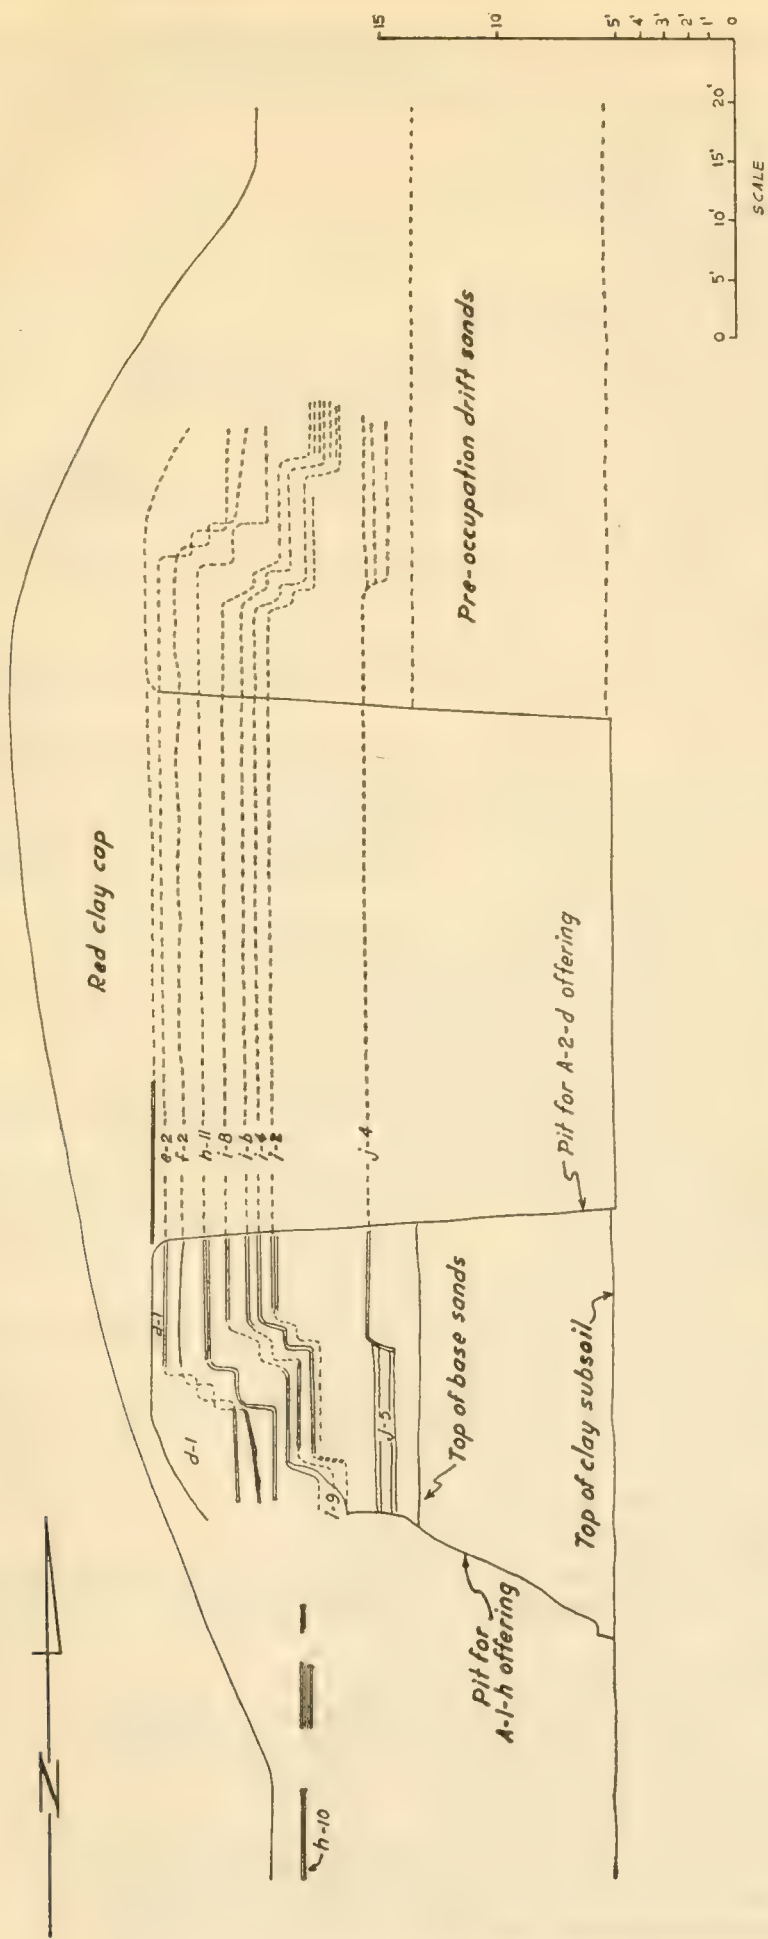 N
Red clay cap
d-1
d-1
e-2
f-2
h-11
i-8
i-6
i-4
j-4
j-5
i-9
h-10
Pre-occupation drift sands
Top of base sands
Pit for A-2-d offering
Pit for
A-1-h offering
Top of clay subsoil
15
10
5'
4'
3'
2'
1'
0
0
5'
10'
15'
20'
SCALE